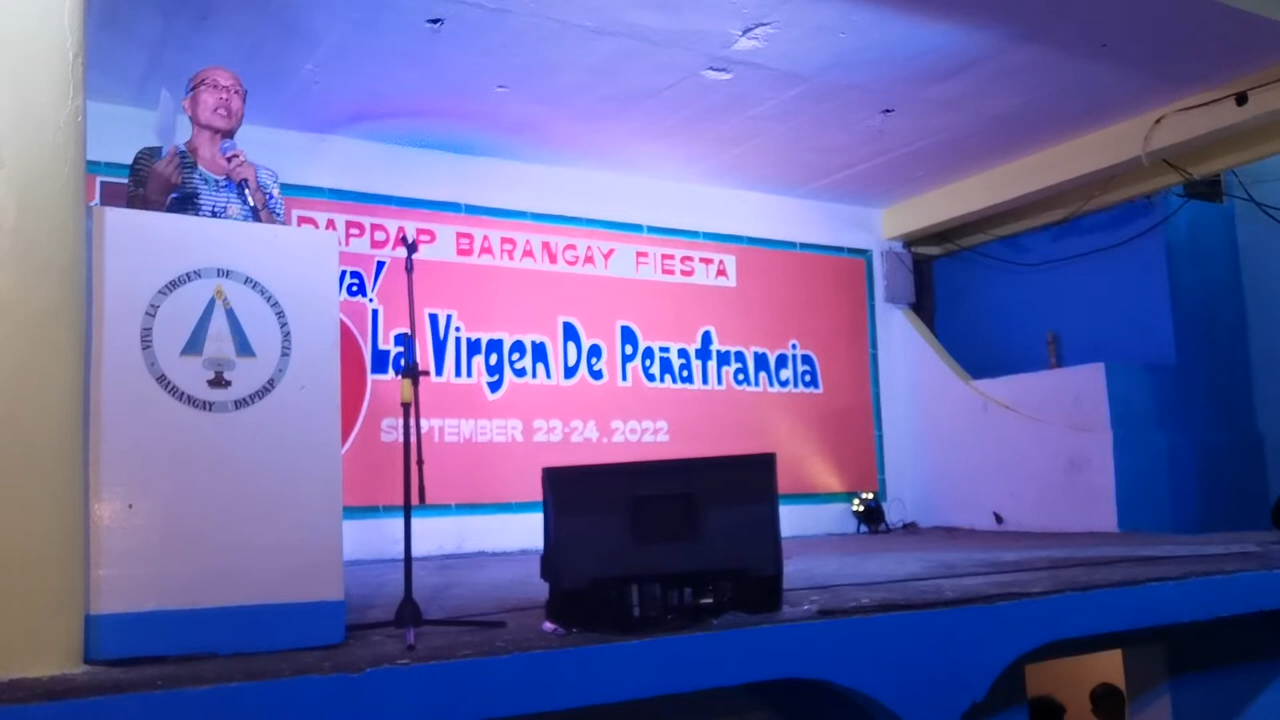 DAPDAP BARANGAY FIESTA
va!
La Virgen De Peñafrancia
SEPTEMBER 23-24, 2022
VIVA LA VIRGEN DE PEÑAFRANCIA
BARANGAY DAPDAP